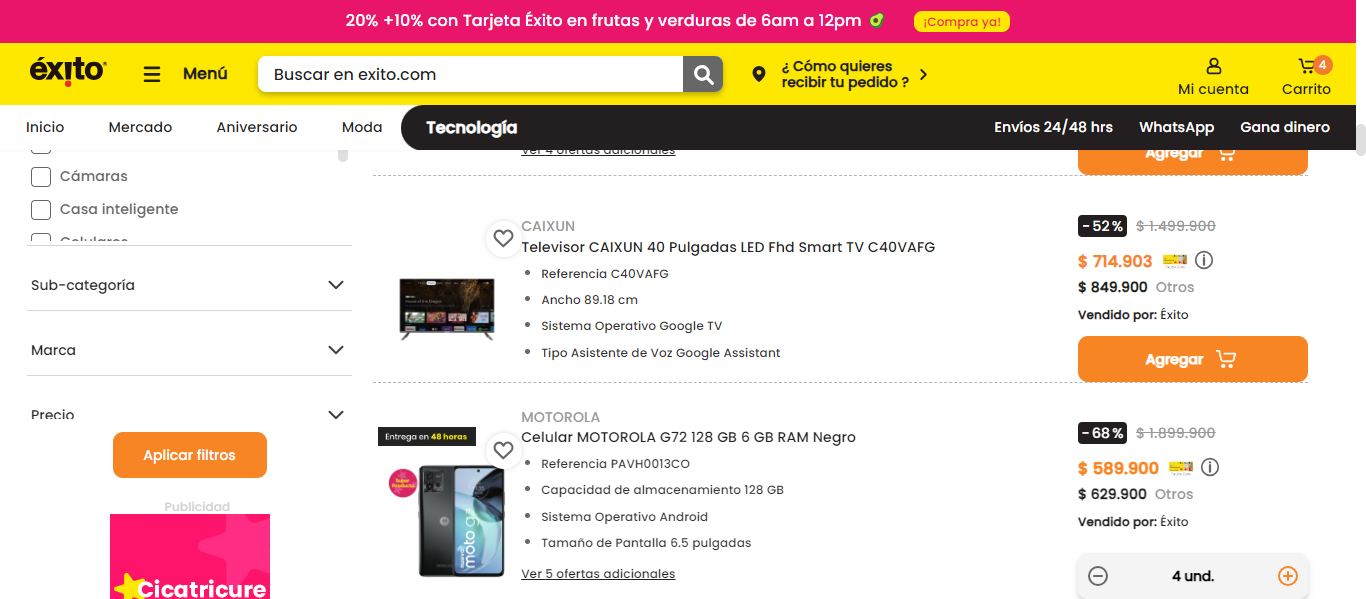 20% +10% con Tarjeta Éxito en frutas y verduras de 6am a 12pm
¡Compra ya!
éxito
Menú
Buscar en exito.com
¿ Cómo quieres
recibir tu pedido ?
Mi cuenta
4
Carrito
Inicio
Mercado
Aniversario
Moda
Tecnología
Envíos 24/48 hrs
WhatsApp
Gana dinero
Cámaras
Casa inteligente
Celulares
Sub-categoría
Marca
Precio
Aplicar filtros
Publicidad
Cicatricure
Ver 4 ofertas adicionales
Agregar
CAIXUN
Televisor CAIXUN 40 Pulgadas LED Fhd Smart TV C40VAFG
Referencia C40VAFG
Ancho 89.18 cm
Sistema Operativo Google TV
Tipo Asistente de Voz Google Assistant
- 52 %
$ 1.499.900
$ 714.903
$ 849.900 Otros
Vendido por: Éxito
Agregar
Entrega en 48 horas
Super
Producto
moto g
MOTOROLA
Celular MOTOROLA G72 128 GB 6 GB RAM Negro
Referencia PAVH0013CO
Capacidad de almacenamiento 128 GB
Sistema Operativo Android
Tamaño de Pantalla 6.5 pulgadas
Ver 5 ofertas adicionales
- 68 %
$ 1.899.900
$ 589.900
$ 629.900 Otros
Vendido por: Éxito
4 und.